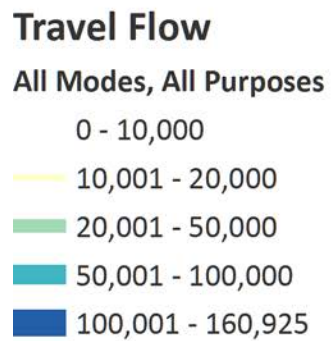 Travel Flow
All Modes, All Purposes
0 - 10,000
10,001 - 20,000
20,001 - 50,000
50,001 - 100,000
100,001 - 160,925